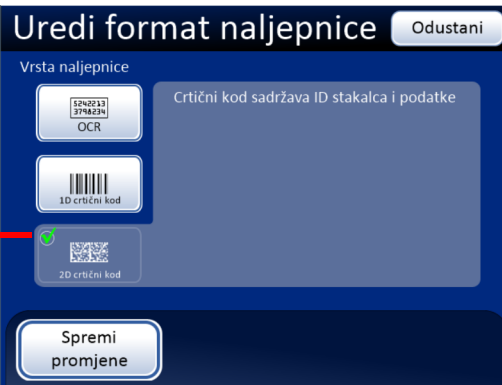 Uredi format naljepnice
Odustani
Vrsta naljepnice
5242213
3798234
OCR
Crtični kod sadržava ID stakalca i podatke
1D crtični kod
2D crtični kod
Spremi
promjene